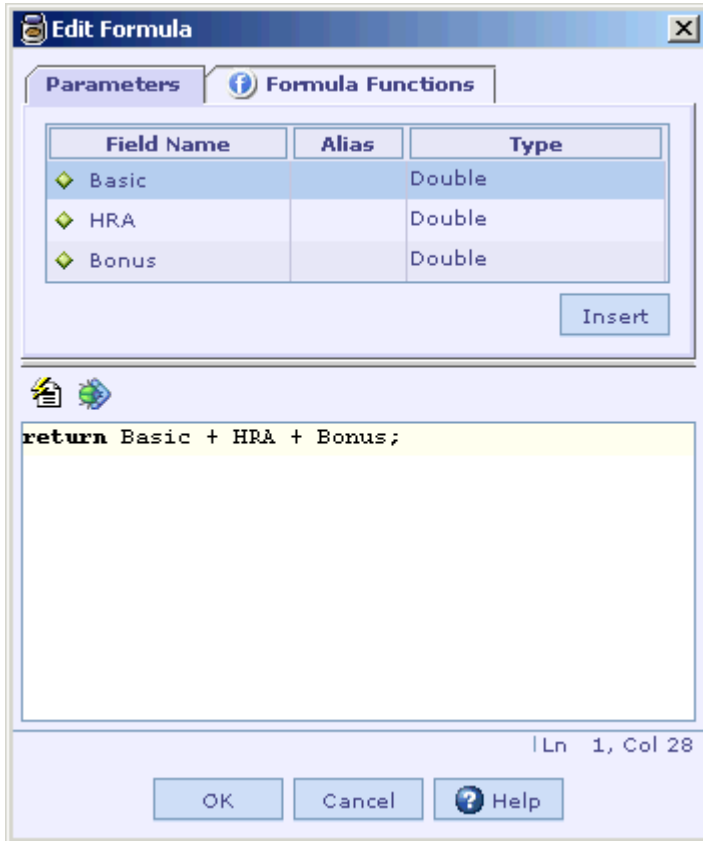 Edit Formula
Parameters Formula Functions
Field Name Alias Type
Basic Double
HRA Double
Bonus Double
Insert
return Basic + HRA + Bonus;
Ln 1, Col 28
OK Cancel Help